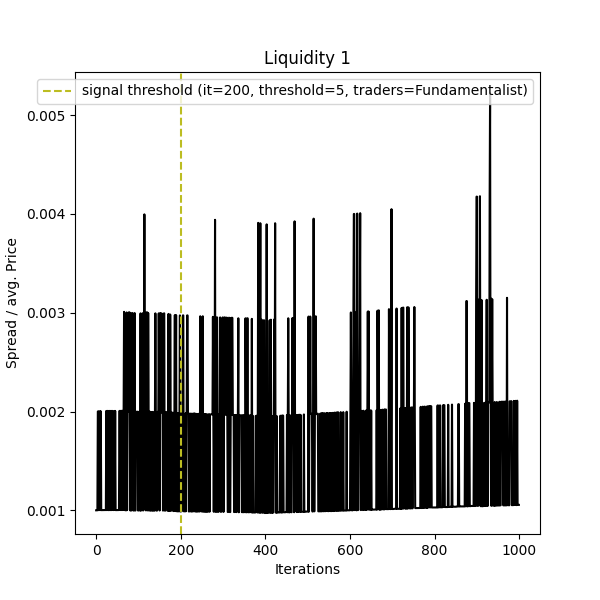 Liquidity 1
signal threshold (it=200, threshold=5, traders=Fundamentalist)
0.005
0.004
0.003
0.002
0.001
Spread / avg. Price
0 200 400 600 800 1000
Iterations